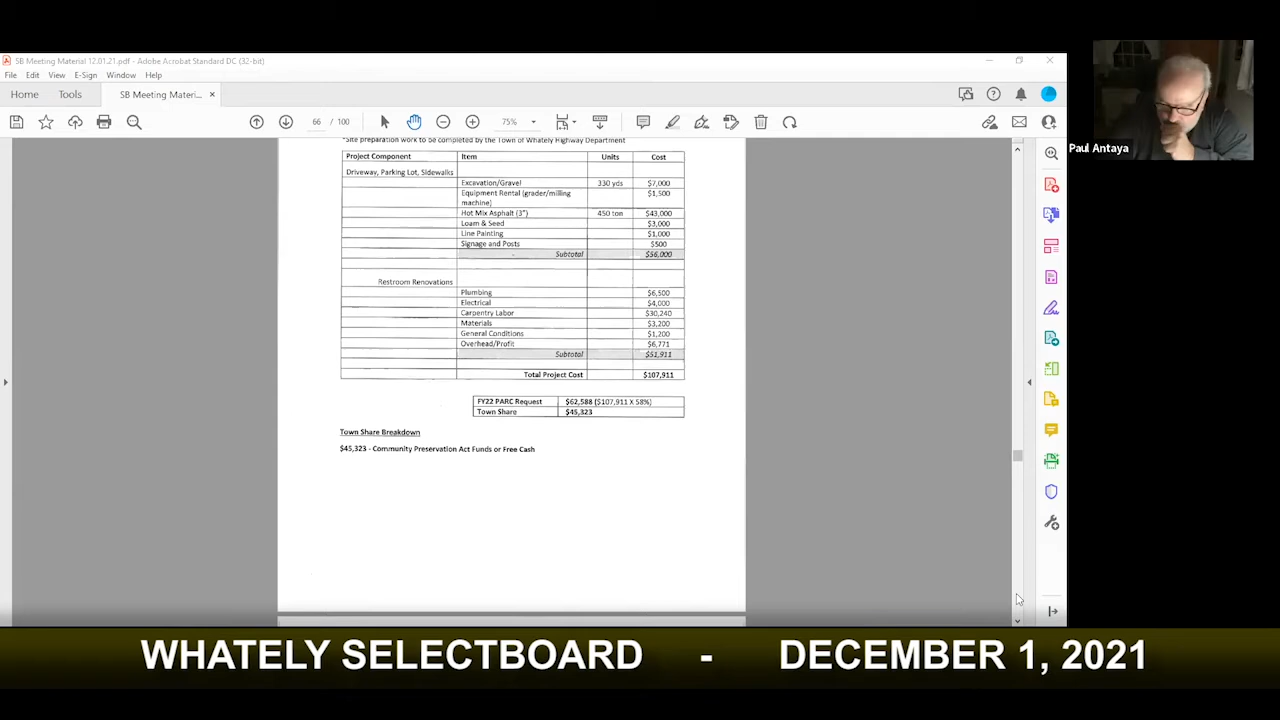 SB Meeting Material 12.01.21.pdf - Adobe Acrobat Standard DC (32-bit)
File Edit View E-Sign Window Help
Home Tools SB Meeting Materi... ×
66 / 100 75%
Paul Antaya
*Site preparation work to be completed by the Town of Whately Highway Department
Project Component Item Units Cost
Driveway, Parking Lot, Sidewalks
Excavation/Gravel 330 yds $7,000
Equipment Rental (grader/milling machine) $1,500
Hot Mix Asphalt (3") 450 ton $43,000
Loam & Seed $3,000
Line Painting $1,000
Signage and Posts $500
Subtotal $56,000
Restroom Renovations
Plumbing $6,500
Electrical $4,000
Carpentry Labor $30,240
Materials $3,200
General Conditions $1,200
Overhead/Profit $6,771
Subtotal $51,911
Total Project Cost $107,911
FY22 PARC Request $62,588 ($107,911 X 58%)
Town Share $45,323
Town Share Breakdown
$45,323 - Community Preservation Act Funds or Free Cash
WHATELY SELECTBOARD - DECEMBER 1, 2021